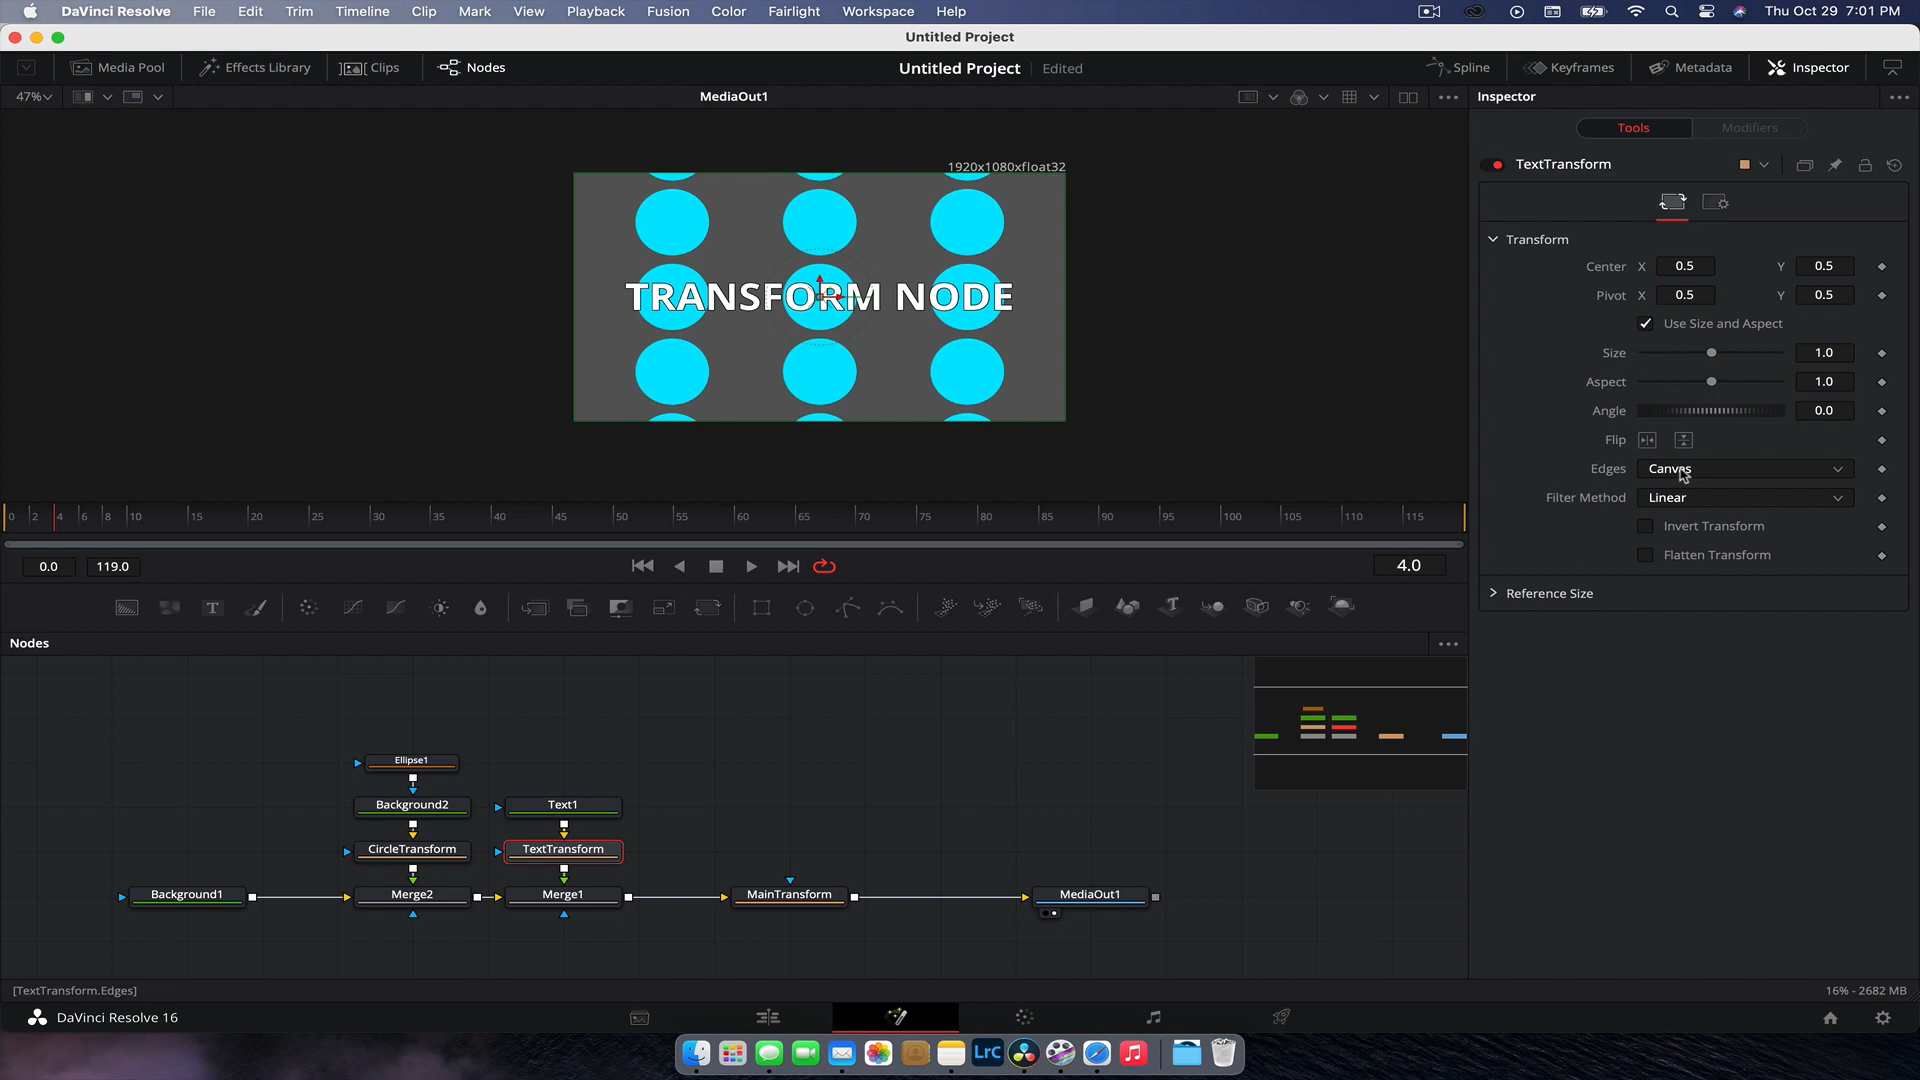 DaVinci Resolve File Edit Trim Timeline Clip Mark View Playback Fusion Color Fairlight Workspace Help Thu Oct 29 7:01 PM
Untitled Project
Media Pool Effects Library Clips Nodes Untitled Project Edited Spline Keyframes Metadata Inspector
47% MediaOut1 Inspector
Tools Modifiers
1920x1080xfloat32
TextTransform
TRANSFORM NODE
Transform
Center X 0.5 Y 0.5
Pivot X 0.5 Y 0.5
Use Size and Aspect
Size 1.0
Aspect 1.0
Angle 0.0
Flip
Edges Canvas
Filter Method Linear
Invert Transform
Flatten Transform
Reference Size
0 2 4 6 8 10 15 20 25 30 35 40 45 50 55 60 65 70 75 80 85 90 95 100 105 110 115
0.0 119.0 4.0
Nodes
Ellipse1
Background2 Text1
CircleTransform TextTransform
Background1 Merge2 Merge1 MainTransform MediaOut1
[TextTransform.Edges] 16% - 2682 MB
DaVinci Resolve 16
LrC